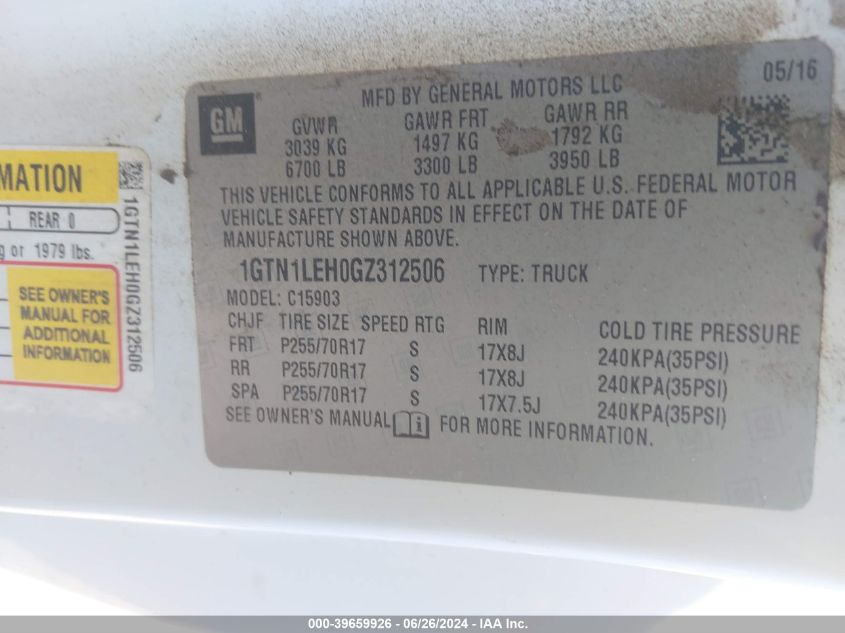 MATION
REAR 0
g or 1979 lbs.
SEE OWNER'S
MANUAL FOR
ADDITIONAL
INFORMATION
1GTN1LEH0GZ312506
GM
MFD BY GENERAL MOTORS LLC
05/16
GVWR GAWR FRT GAWR RR
3039 KG 1497 KG 1792 KG
6700 LB 3300 LB 3950 LB
THIS VEHICLE CONFORMS TO ALL APPLICABLE U.S. FEDERAL MOTOR
VEHICLE SAFETY STANDARDS IN EFFECT ON THE DATE OF
MANUFACTURE SHOWN ABOVE.
1GTN1LEH0GZ312506 TYPE: TRUCK
MODEL: C15903
CHJF TIRE SIZE SPEED RTG RIM COLD TIRE PRESSURE
FRT P255/70R17 S 17X8J 240KPA(35PSI)
RR P255/70R17 S 17X8J 240KPA(35PSI)
SPA P255/70R17 S 17X7.5J 240KPA(35PSI)
SEE OWNER'S MANUAL FOR MORE INFORMATION.
000-39659926 - 06/26/2024 - IAA Inc.